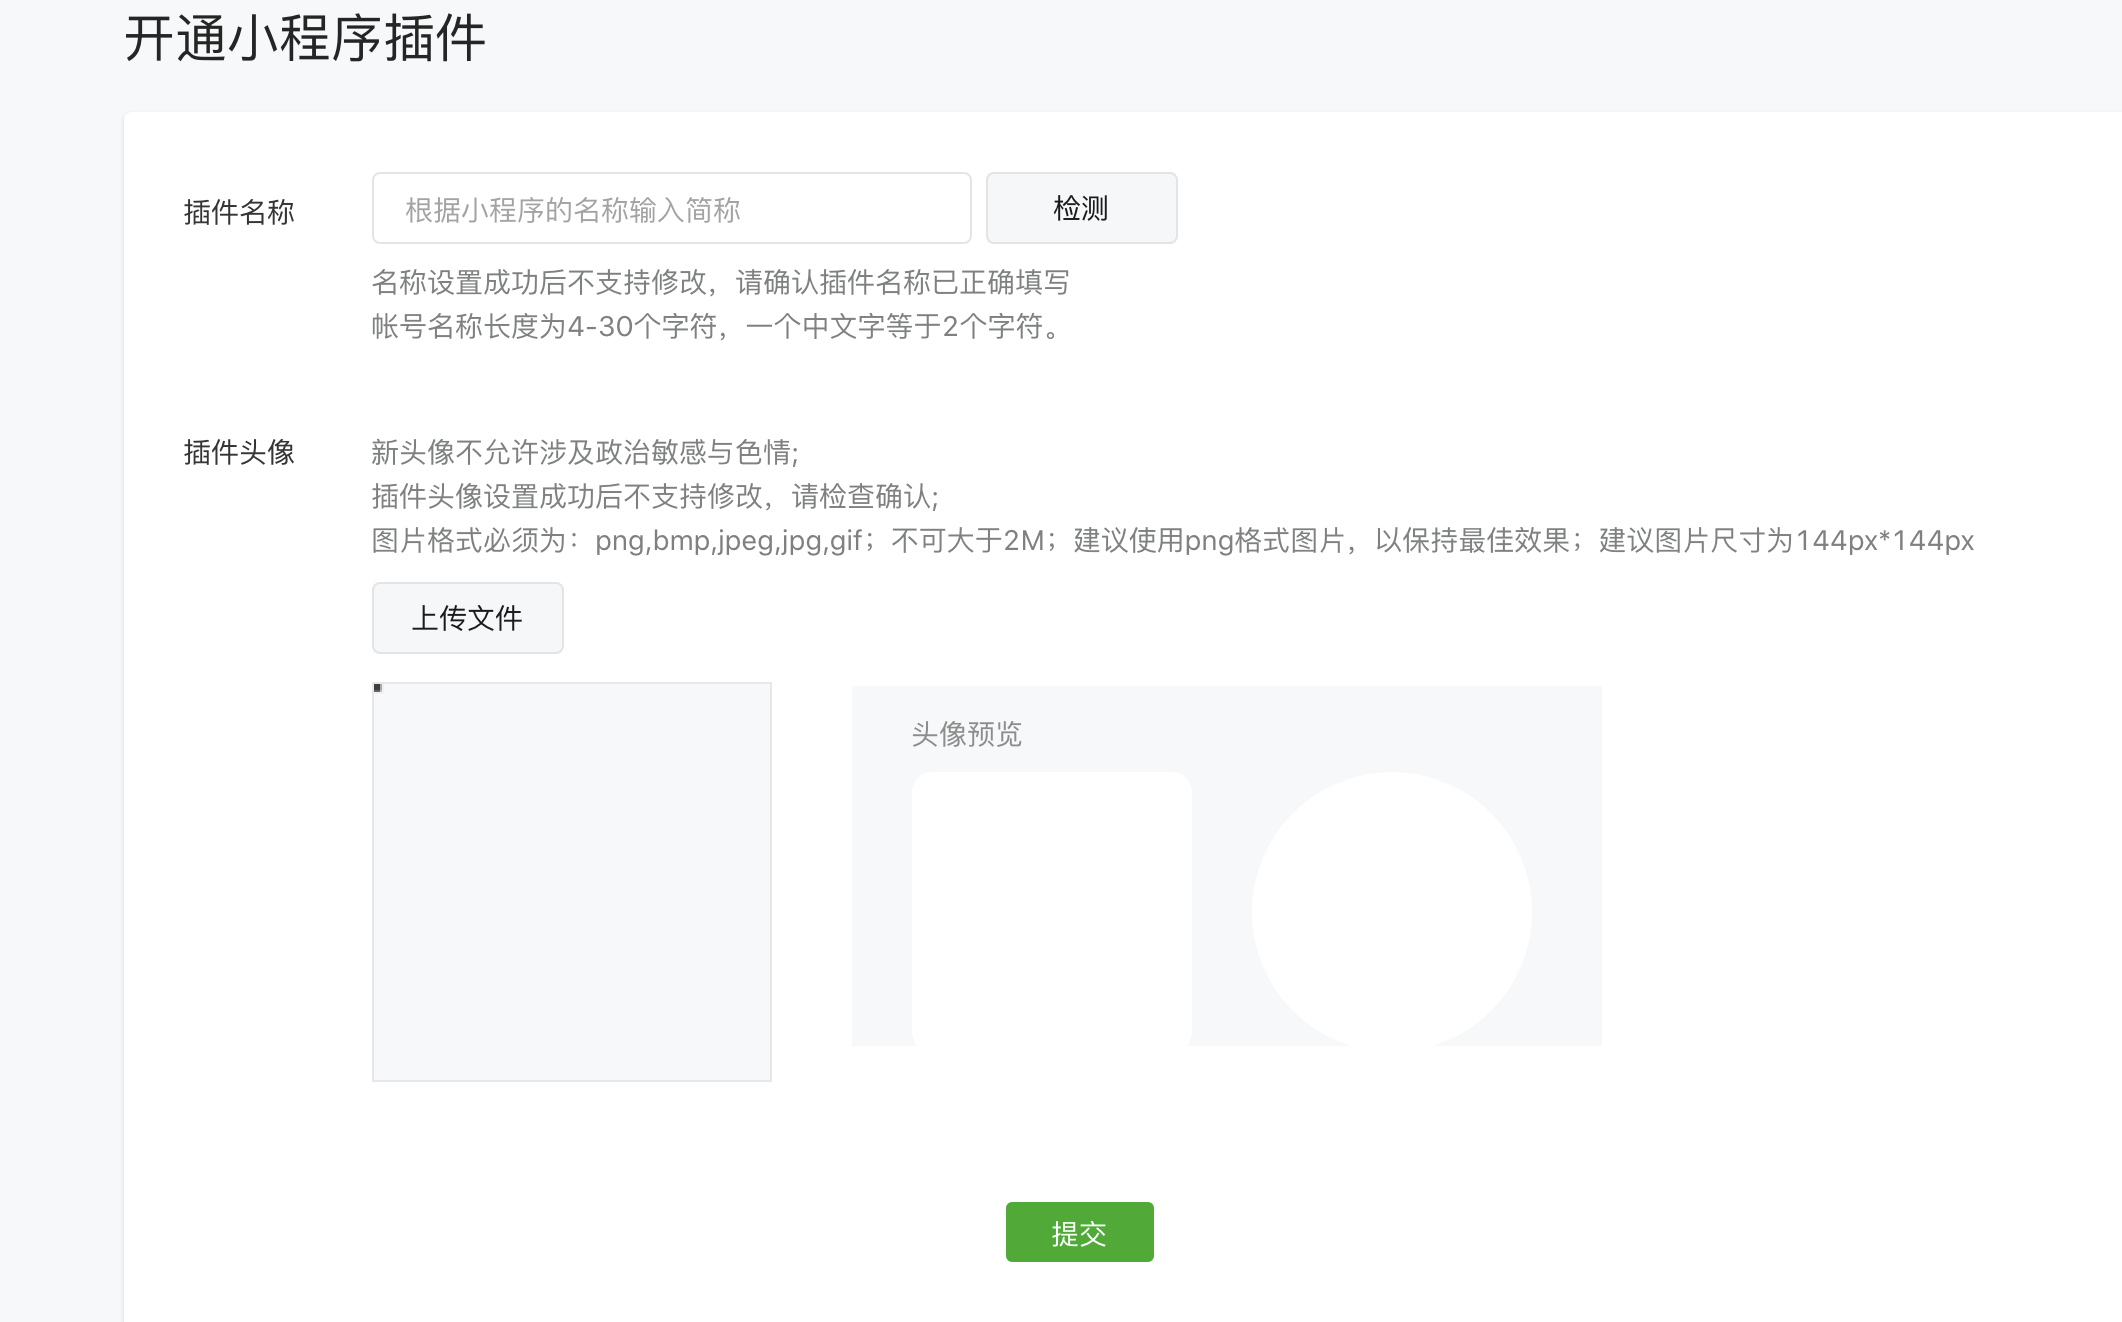 开通小程序插件
插件名称
根据小程序的名称输入简称
检测
名称设置成功后不支持修改，请确认插件名称已正确填写
帐号名称长度为4-30个字符，一个中文字等于2个字符。
插件头像
新头像不允许涉及政治敏感与色情;
插件头像设置成功后不支持修改，请检查确认;
图片格式必须为：png,bmp,jpeg,jpg,gif；不可大于2M；建议使用png格式图片，以保持最佳效果；建议图片尺寸为144px*144px
上传文件
头像预览
提交